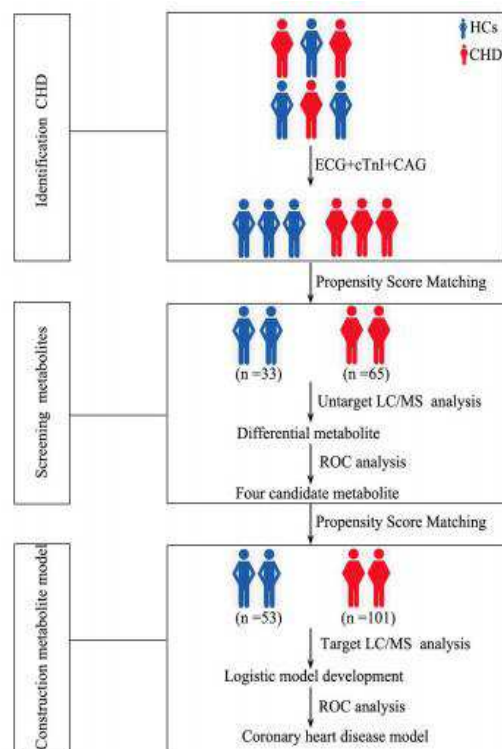 HCs
CHD
Identification CHD
ECG+cTnI+CAG
Propensity Score Matching
Screening metabolites
(n =33)
(n =65)
Untarget LC/MS analysis
Differential metabolite
ROC analysis
Four candidate metabolite
Propensity Score Matching
Construction metabolite model
(n =53)
(n =101)
Target LC/MS analysis
Logistic model development
ROC analysis
Coronary heart disease model